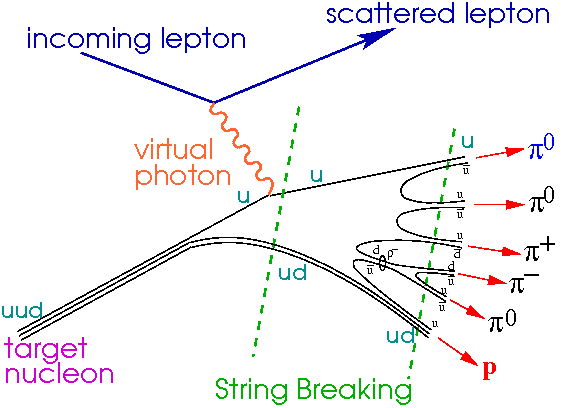 scattered lepton
incoming lepton
virtual
photon
u
u
u
π⁰
u̅
u
π⁰
u̅
u
π⁺
d̅
d ρ⁻
u̅
d
π⁻
u̅
u
u̅
π⁰
ud
uud
u
ud
target
nucleon
p
String Breaking